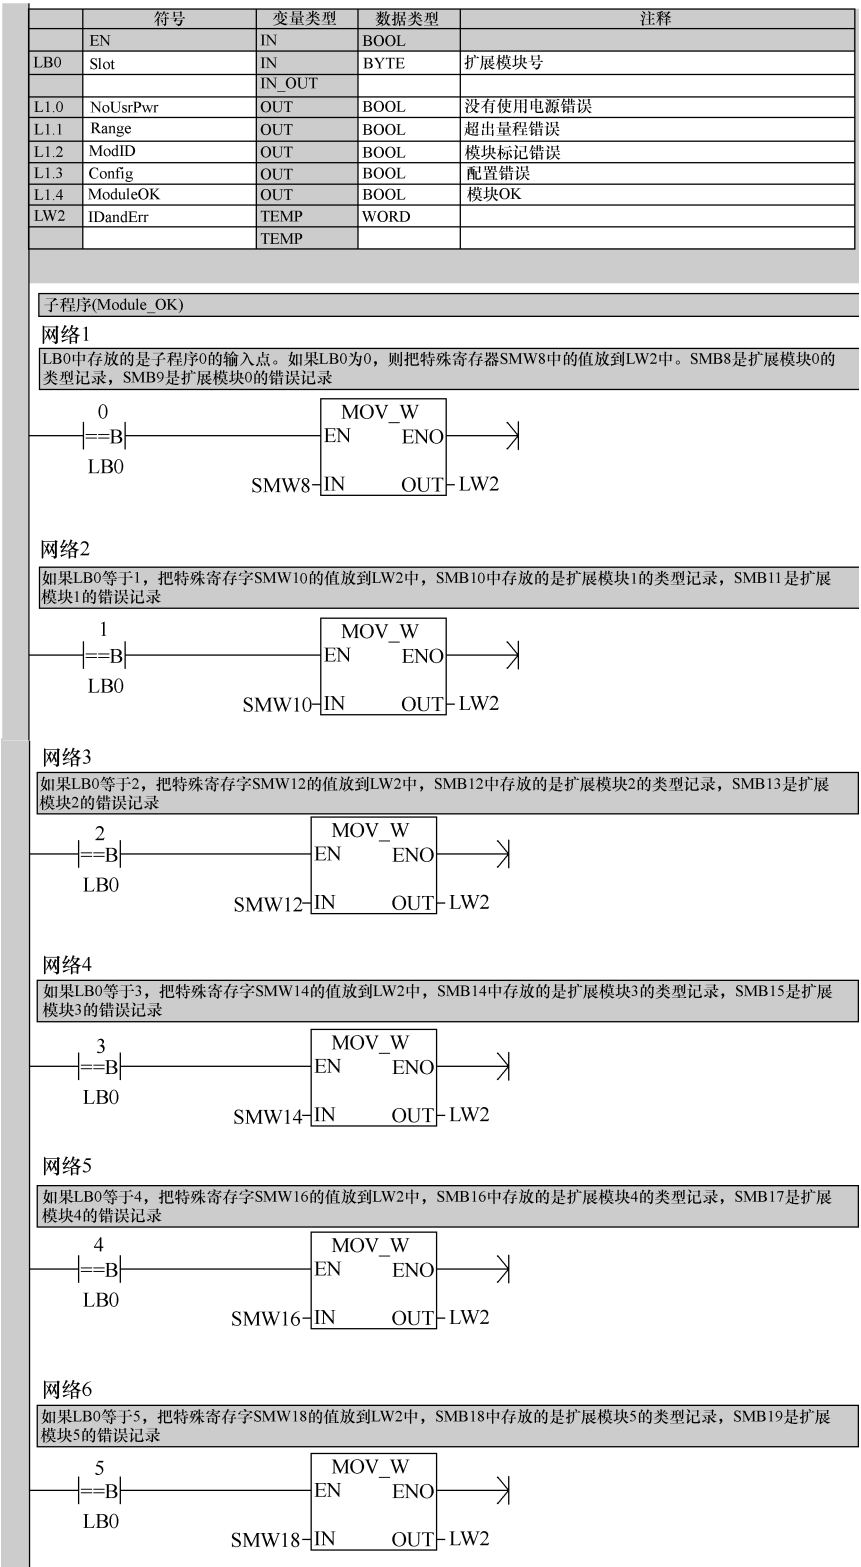 符号 变量类型 数据类型 注释
EN IN BOOL
LB0 Slot IN BYTE 扩展模块号
IN_OUT
L1.0 NoUsrPwr OUT BOOL 没有使用电源错误
L1.1 Range OUT BOOL 超出量程错误
L1.2 ModID OUT BOOL 模块标记错误
L1.3 Config OUT BOOL 配置错误
L1.4 ModuleOK OUT BOOL 模块OK
LW2 IDandErr TEMP WORD
TEMP
子程序(Module_OK)
网络1
LB0中存放的是子程序0的输入点。如果LB0为0，则把特殊寄存器SMW8中的值放到LW2中。SMB8是扩展模块0的
类型记录，SMB9是扩展模块0的错误记录
0 MOV_W
==B EN ENO
LB0
SMW8 IN OUT LW2
网络2
如果LB0等于1，把特殊寄存字SMW10的值放到LW2中，SMB10中存放的是扩展模块1的类型记录，SMB11是扩展
模块1的错误记录
1 MOV_W
==B EN ENO
LB0
SMW10 IN OUT LW2
网络3
如果LB0等于2，把特殊寄存字SMW12的值放到LW2中，SMB12中存放的是扩展模块2的类型记录，SMB13是扩展
模块2的错误记录
2 MOV_W
==B EN ENO
LB0
SMW12 IN OUT LW2
网络4
如果LB0等于3，把特殊寄存字SMW14的值放到LW2中，SMB14中存放的是扩展模块3的类型记录，SMB15是扩展
模块3的错误记录
3 MOV_W
==B EN ENO
LB0
SMW14 IN OUT LW2
网络5
如果LB0等于4，把特殊寄存字SMW16的值放到LW2中，SMB16中存放的是扩展模块4的类型记录，SMB17是扩展
模块4的错误记录
4 MOV_W
==B EN ENO
LB0
SMW16 IN OUT LW2
网络6
如果LB0等于5，把特殊寄存字SMW18的值放到LW2中，SMB18中存放的是扩展模块5的类型记录，SMB19是扩展
模块5的错误记录
5 MOV_W
==B EN ENO
LB0
SMW18 IN OUT LW2